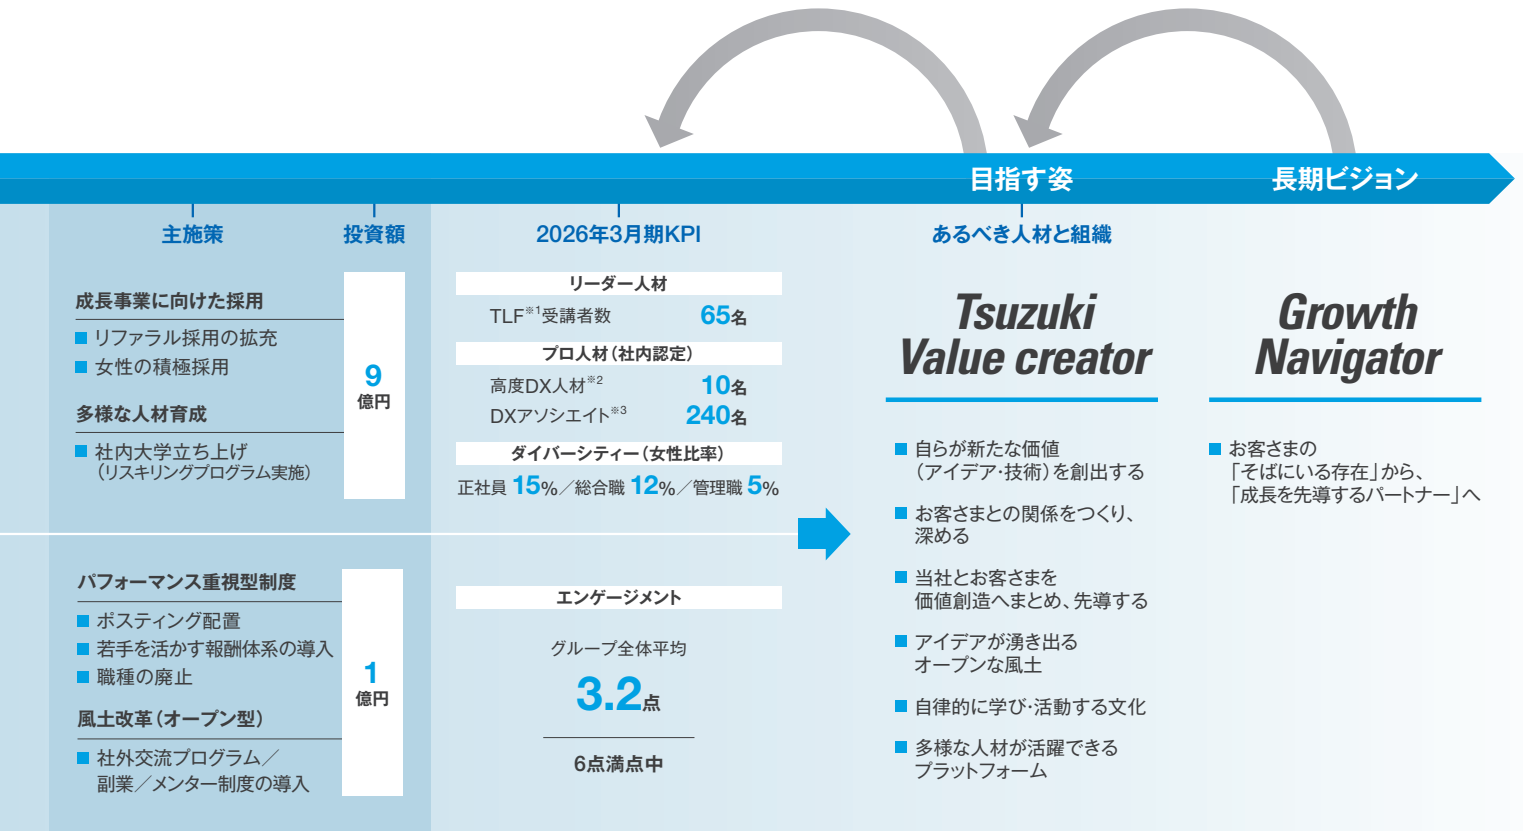 目指す姿
長期ビジョン
主施策
投資額
成長事業に向けた採用
■ リファラル採用の拡充
■ 女性の積極採用
多様な人材育成
■ 社内大学立ち上げ
（リスキリングプログラム実施）
9
億円
パフォーマンス重視型制度
■ ポスティング配置
■ 若手を活かす報酬体系の導入
■ 職種の廃止
風土改革（オープン型）
■ 社外交流プログラム／
副業／メンター制度の導入
1
億円
2026年3月期KPI
リーダー人材
TLF※1受講者数 65名
プロ人材（社内認定）
高度DX人材※2 10名
DXアソシエイト※3 240名
ダイバーシティー（女性比率）
正社員 15%／総合職 12%／管理職 5%
エンゲージメント
グループ全体平均
3.2点
6点満点中
あるべき人材と組織
Tsuzuki
Value creator
■ 自らが新たな価値
（アイデア・技術）を創出する
■ お客さまとの関係をつくり、
深める
■ 当社とお客さまを
価値創造へまとめ、先導する
■ アイデアが湧き出る
オープンな風土
■ 自律的に学び・活動する文化
■ 多様な人材が活躍できる
プラットフォーム
Growth
Navigator
■ お客さまの
「そばにいる存在」から、
「成長を先導するパートナー」へ